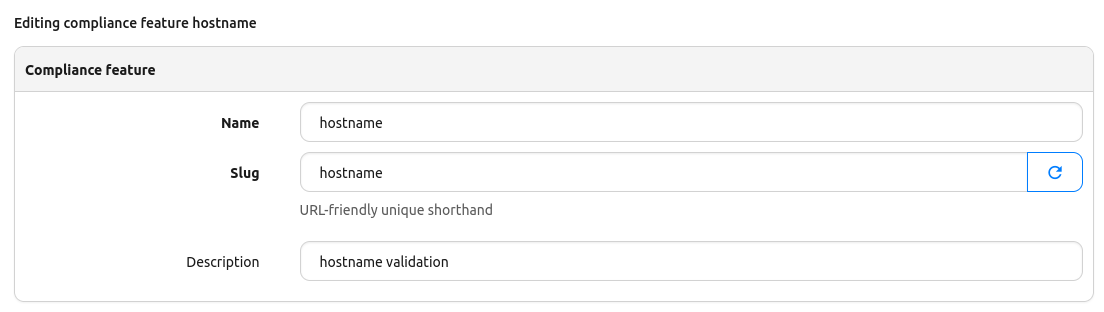 Editing compliance feature hostname
Compliance feature
Name
hostname
Slug
hostname
URL-friendly unique shorthand
Description
hostname validation